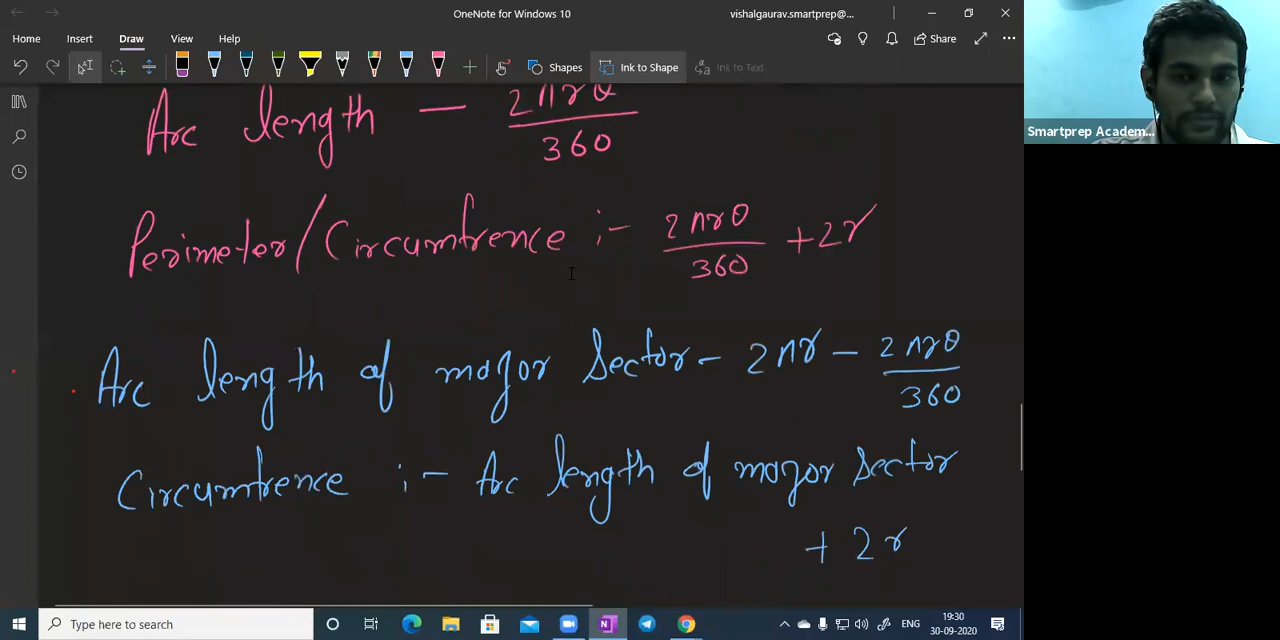 OneNote for Windows 10
vishalgaurav.smartprep@...
Home Insert Draw View Help
Share
Shapes
Ink to Shape
Ink to Text
Smartprep Academ...
Arc length — 2πrθ/360
Perimeter/Circumfrence :- 2πrθ/360 +2r
Arc length of major Sector - 2πr - 2πrθ/360
Circumfrence :- Arc length of major Sector
+ 2r
Type here to search
ENG
19:30
30-09-2020